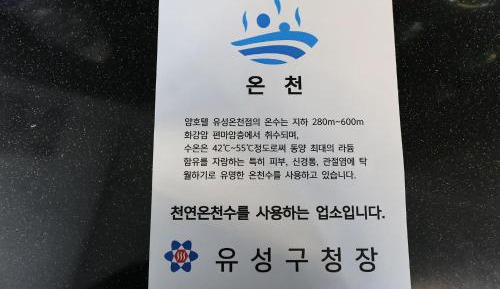 온천
얌호텔 유성온천점의 온수는 지하 280m~600m
화강암 편마암층에서 취수되며,
수온은 42℃~55℃정도로써 동양 최대의 라듐
함유를 자랑하는 특히 피부, 신경통, 관절염에 탁
월하기로 유명한 온천수를 사용하고 있습니다.
천연온천수를 사용하는 업소입니다.
유성구청장